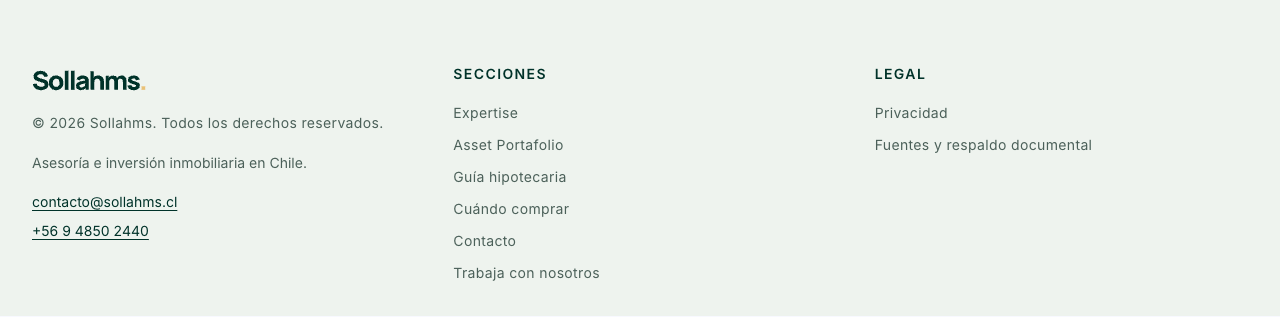 Sollahms.
© 2026 Sollahms. Todos los derechos reservados.
Asesoría e inversión inmobiliaria en Chile.
contacto@sollahms.cl
+56 9 4850 2440
SECCIONES
Expertise
Asset Portafolio
Guía hipotecaria
Cuándo comprar
Contacto
Trabaja con nosotros
LEGAL
Privacidad
Fuentes y respaldo documental